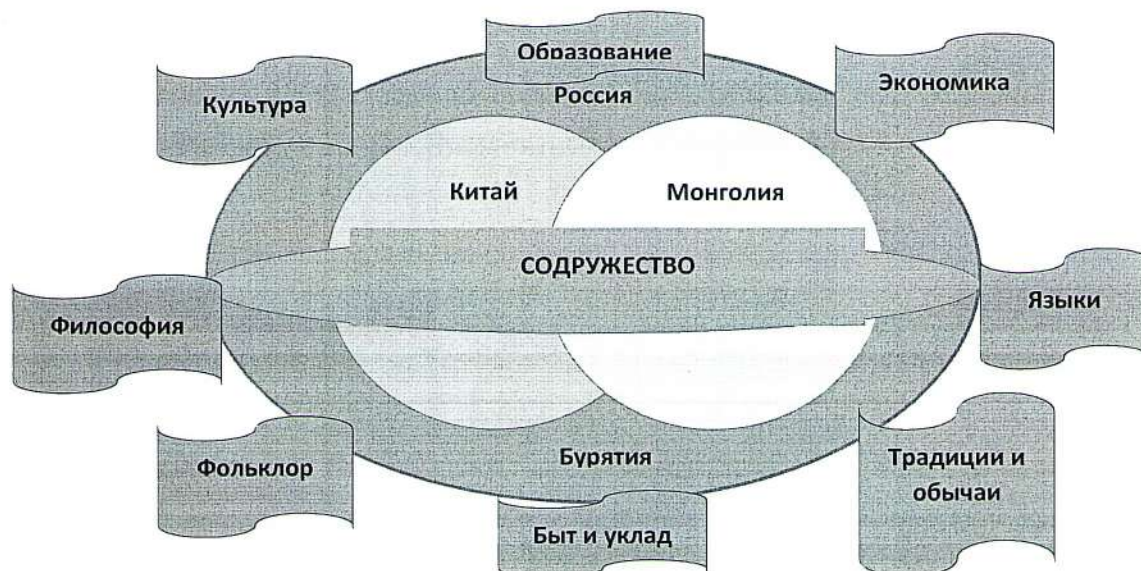 Образование
Экономика
Культура
Россия
Китай
Монголия
СОДРУЖЕСТВО
Философия
Языки
Фольклор
Бурятия
Традиции и
обычаи
Быт и уклад